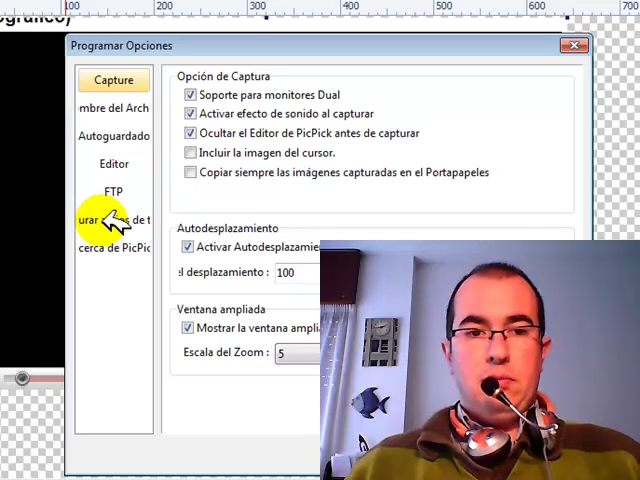 ográfico)
100 200 300 400 500 600 700
Programar Opciones
Capture
mbre del Arch
Autoguardado
Editor
FTP
urar de t
cerca de PicPic
Opción de Captura
Soporte para monitores Dual
Activar efecto de sonido al capturar
Ocultar el Editor de PicPick antes de capturar
Incluir la imagen del cursor.
Copiar siempre las imágenes capturadas en el Portapapeles
Autodesplazamiento
Activar Autodesplazamie
el desplazamiento : 100
Ventana ampliada
Mostrar la ventana ampli
Escala del Zoom : 5